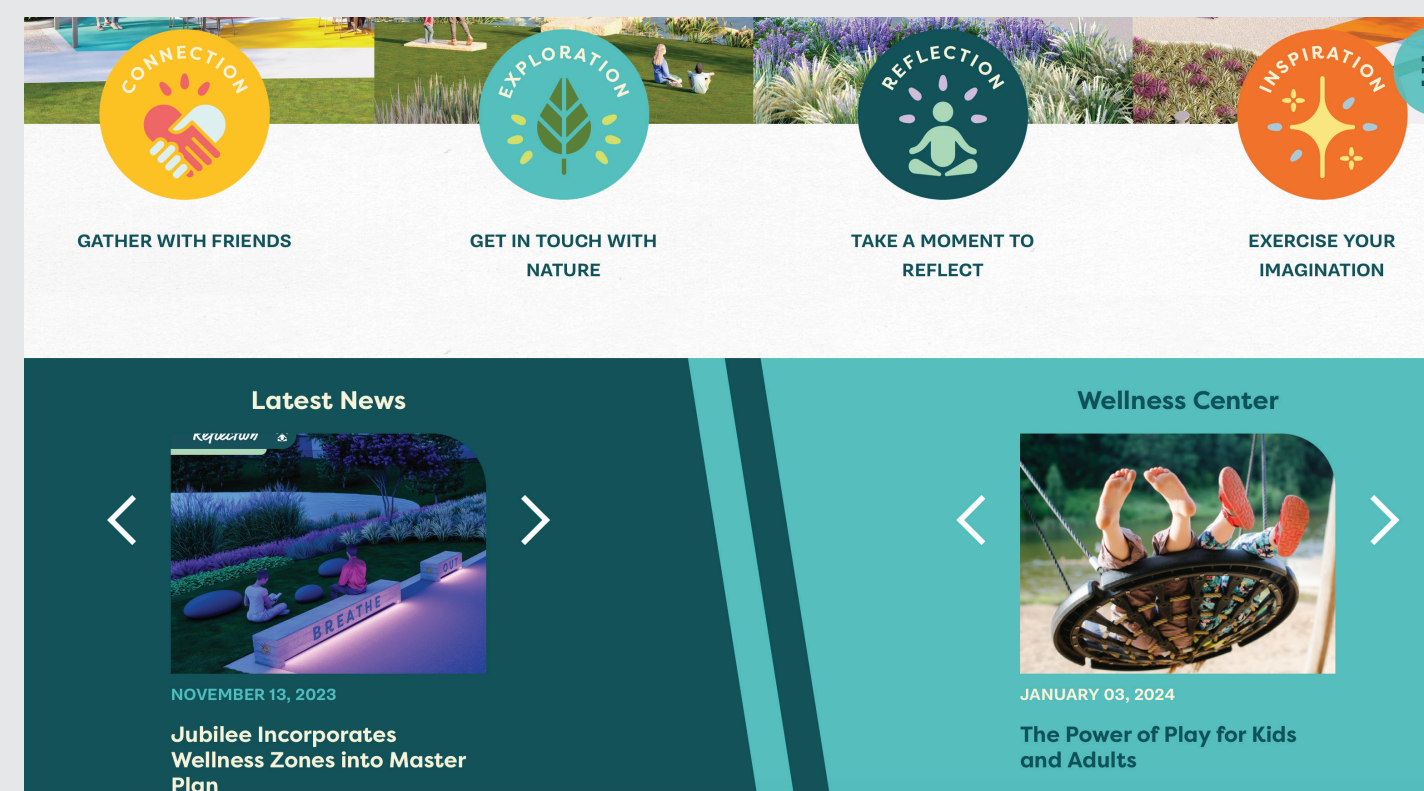 CONNECTION
EXPLORATION
REFLECTION
INSPIRATION
GATHER WITH FRIENDS
GET IN TOUCH WITH
NATURE
TAKE A MOMENT TO
REFLECT
EXERCISE YOUR
IMAGINATION
Latest News
Reflection
BREATHE
OUT
NOVEMBER 13, 2023
Jubilee Incorporates
Wellness Zones into Master
Plan
Wellness Center
JANUARY 03, 2024
The Power of Play for Kids
and Adults